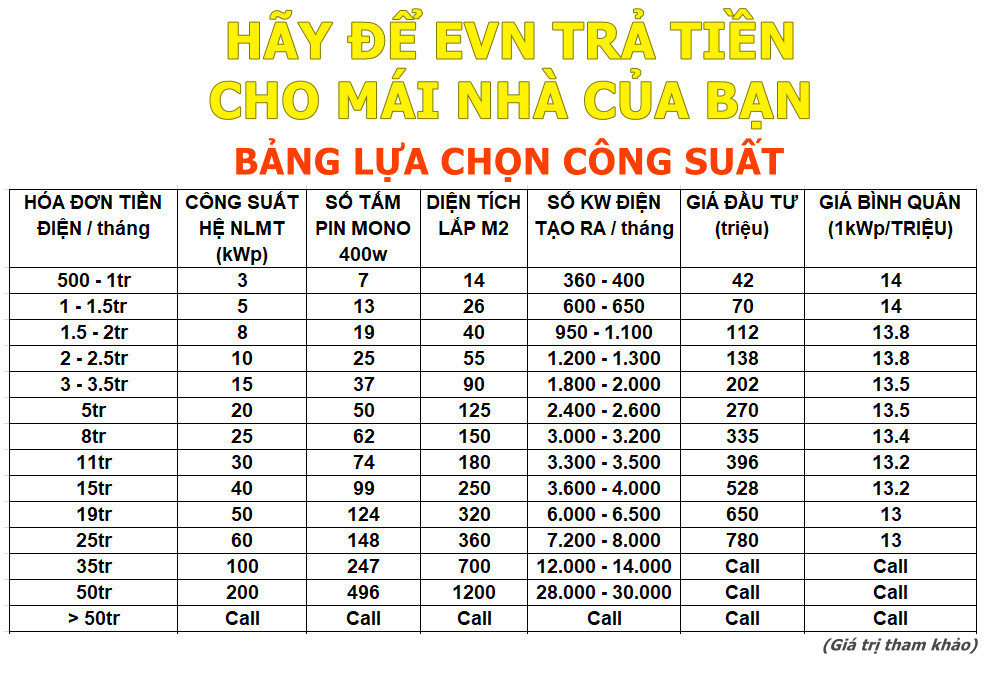 HÃY ĐỂ EVN TRẢ TIỀN
CHO MÁI NHÀ CỦA BẠN
BẢNG LỰA CHỌN CÔNG SUẤT
HÓA ĐƠN TIỀN ĐIỆN / tháng CÔNG SUẤT HỆ NLMT (kWp) SỐ TẤM PIN MONO 400w DIỆN TÍCH LẮP M2 SỐ KW ĐIỆN TẠO RA / tháng GIÁ ĐẦU TƯ (triệu) GIÁ BÌNH QUÂN (1kWp/TRIỆU)
500 - 1tr 3 7 14 360 - 400 42 14
1 - 1.5tr 5 13 26 600 - 650 70 14
1.5 - 2tr 8 19 40 950 - 1.100 112 13.8
2 - 2.5tr 10 25 55 1.200 - 1.300 138 13.8
3 - 3.5tr 15 37 90 1.800 - 2.000 202 13.5
5tr 20 50 125 2.400 - 2.600 270 13.5
8tr 25 62 150 3.000 - 3.200 335 13.4
11tr 30 74 180 3.300 - 3.500 396 13.2
15tr 40 99 250 3.600 - 4.000 528 13.2
19tr 50 124 320 6.000 - 6.500 650 13
25tr 60 148 360 7.200 - 8.000 780 13
35tr 100 247 700 12.000 - 14.000 Call Call
50tr 200 496 1200 28.000 - 30.000 Call Call
> 50tr Call Call Call Call Call Call
(Giá trị tham khảo)